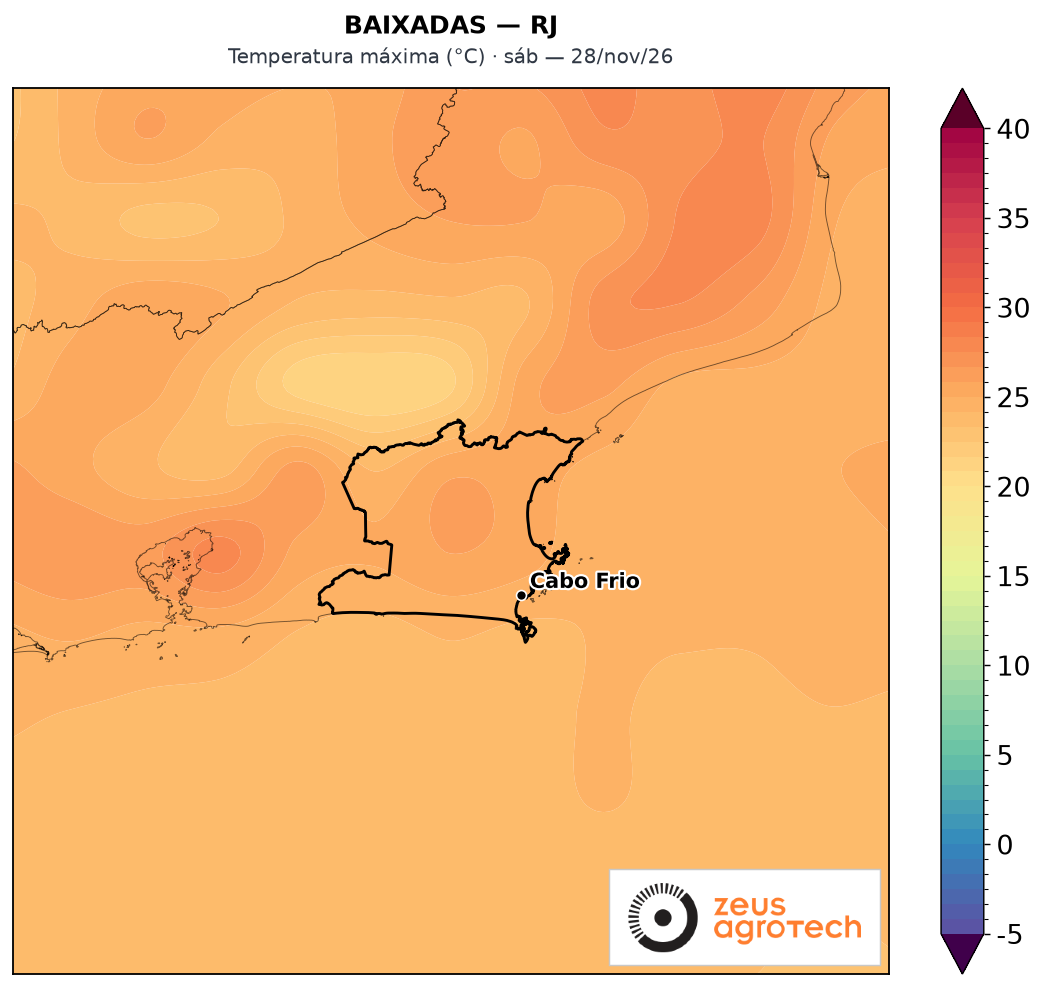 BAIXADAS — RJ
Temperatura máxima (°C) · sáb — 28/nov/26
40
35
30
25
20
15
10
5
0
-5
Cabo Frio
zeus
agrotech